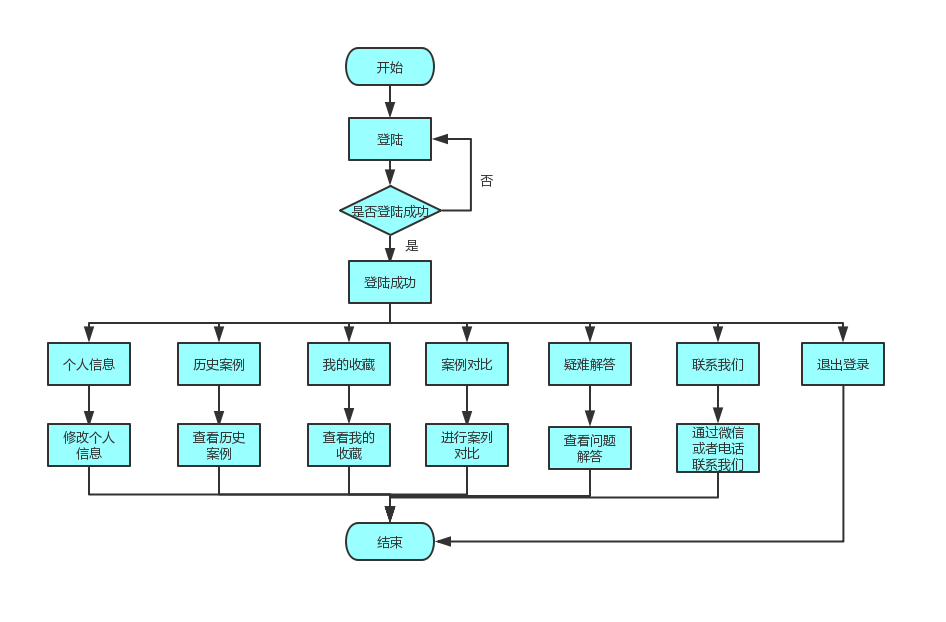 开始
登陆
否
是否登陆成功
是
登陆成功
个人信息
历史案例
我的收藏
案例对比
疑难解答
联系我们
退出登录
修改个人
信息
查看历史
案例
查看我的
收藏
进行案列
对比
查看问题
解答
通过微信
或者电话
联系我们
结束